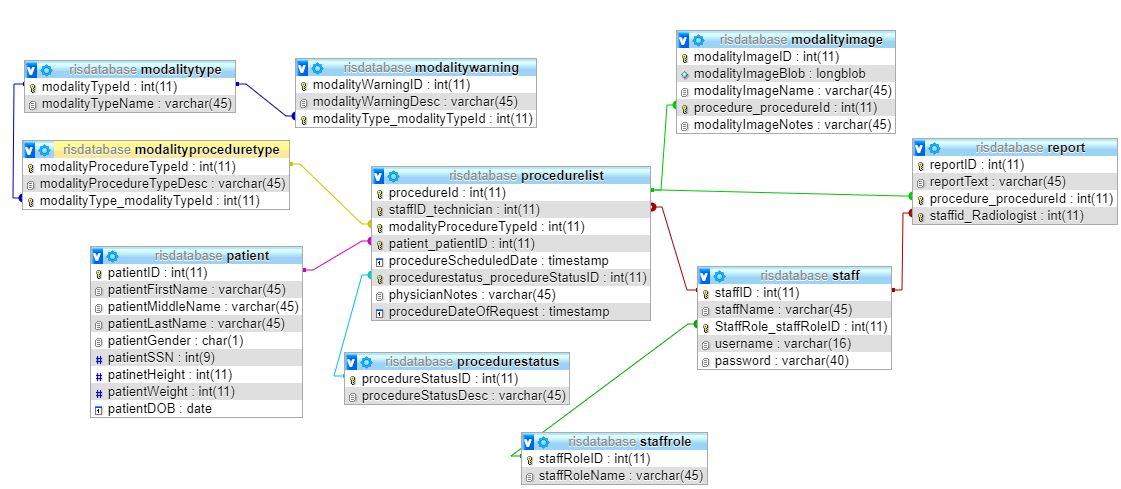 risdatabase modalitytype
modalityTypeId : int(11)
modalityTypeName : varchar(45)
risdatabase modalitywarning
modalityWarningID : int(11)
modalityWarningDesc : varchar(45)
modalityType_modalityTypeId : int(11)
risdatabase modalityimage
modalityImageID : int(11)
modalityImageBlob : longblob
modalityImageName : varchar(45)
procedure_procedureId : int(11)
modalityImageNotes : varchar(45)
risdatabase modalityproceduretype
modalityProcedureTypeId : int(11)
modalityProcedureTypeDesc : varchar(45)
modalityType_modalityTypeId : int(11)
risdatabase procedurelist
procedureId : int(11)
staffID_technician : int(11)
modalityProcedureTypeId : int(11)
patient_patientID : int(11)
procedureScheduledDate : timestamp
procedurestatus_procedureStatusID : int(11)
physicianNotes : varchar(45)
procedureDateOfRequest : timestamp
risdatabase report
reportID : int(11)
reportText : varchar(45)
procedure_procedureId : int(11)
staffid_Radiologist : int(11)
risdatabase patient
patientID : int(11)
patientFirstName : varchar(45)
patientMiddleName : varchar(45)
patientLastName : varchar(45)
patientGender : char(1)
patientSSN : int(9)
patinetHeight : int(11)
patientWeight : int(11)
patientDOB : date
risdatabase staff
staffID : int(11)
staffName : varchar(45)
StaffRole_staffRoleID : int(11)
username : varchar(16)
password : varchar(40)
risdatabase procedurestatus
procedureStatusID : int(11)
procedureStatusDesc : varchar(45)
risdatabase staffrole
staffRoleID : int(11)
staffRoleName : varchar(45)